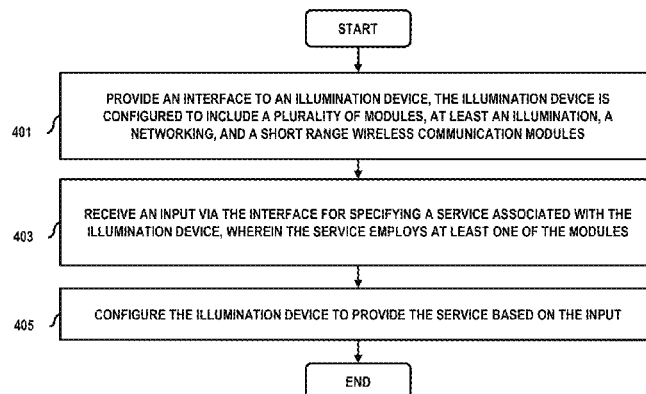 START
PROVIDE AN INTERFACE TO AN ILLUMINATION DEVICE, THE ILLUMINATION DEVICE IS
CONFIGURED TO INCLUDE A PLURALITY OF MODULES, AT LEAST AN ILLUMINATION, A
NETWORKING, AND A SHORT RANGE WIRELESS COMMUNICATION MODULES
401
RECEIVE AN INPUT VIA THE INTERFACE FOR SPECIFYING A SERVICE ASSOCIATED WITH THE
ILLUMINATION DEVICE, WHEREIN THE SERVICE EMPLOYS AT LEAST ONE OF THE MODULES
403
CONFIGURE THE ILLUMINATION DEVICE TO PROVIDE THE SERVICE BASED ON THE INPUT
405
END